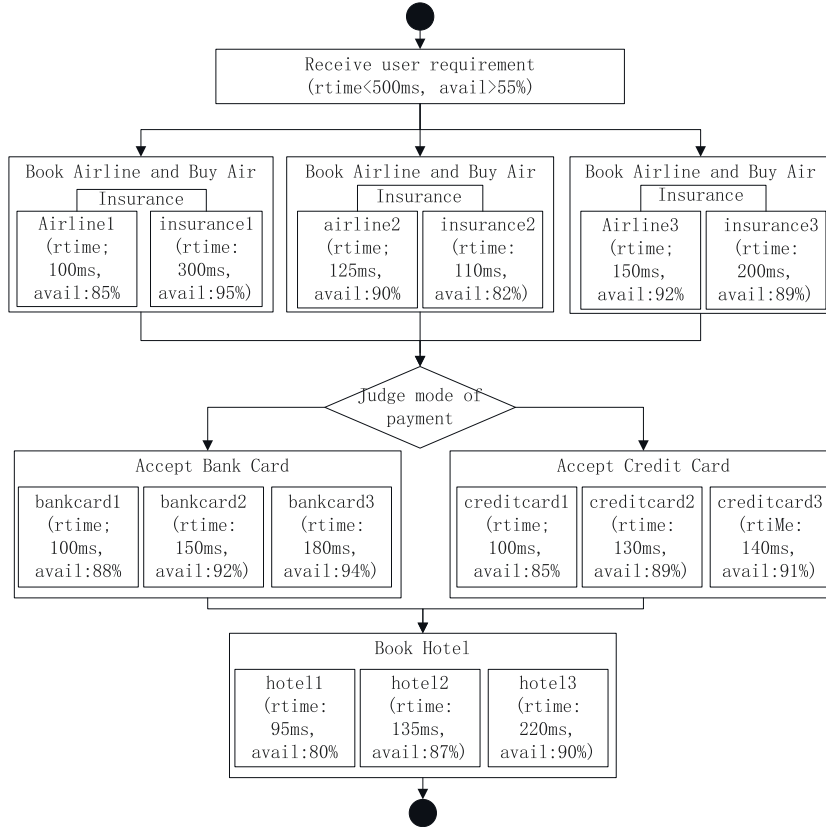 Receive user requirement
(rtime<500ms, avail>55%)
Book Airline and Buy Air
Insurance
Airline1
(rtime;
100ms,
avail:85%
insurance1
(rtime:
300ms,
avail:95%)
Book Airline and Buy Air
Insurance
airline2
(rtime;
125ms,
avail:90%
insurance2
(rtime:
110ms,
avail:82%)
Book Airline and Buy Air
Insurance
Airline3
(rtime;
150ms,
avail:92%
insurance3
(rtime:
200ms,
avail:89%)
Judge mode of
payment
Accept Bank Card
bankcard1
(rtime;
100ms,
avail:88%
bankcard2
(rtime:
150ms,
avail:92%)
bankcard3
(rtime:
180ms,
avail:94%)
Accept Credit Card
creditcard1
(rtime;
100ms,
avail:85%
creditcard2
(rtime:
130ms,
avail:89%)
creditcard3
(rtiMe:
140ms,
avail:91%)
Book Hotel
hotel1
(rtime:
95ms,
avail:80%
hotel2
(rtime:
135ms,
avail:87%)
hotel3
(rtime:
220ms,
avail:90%)